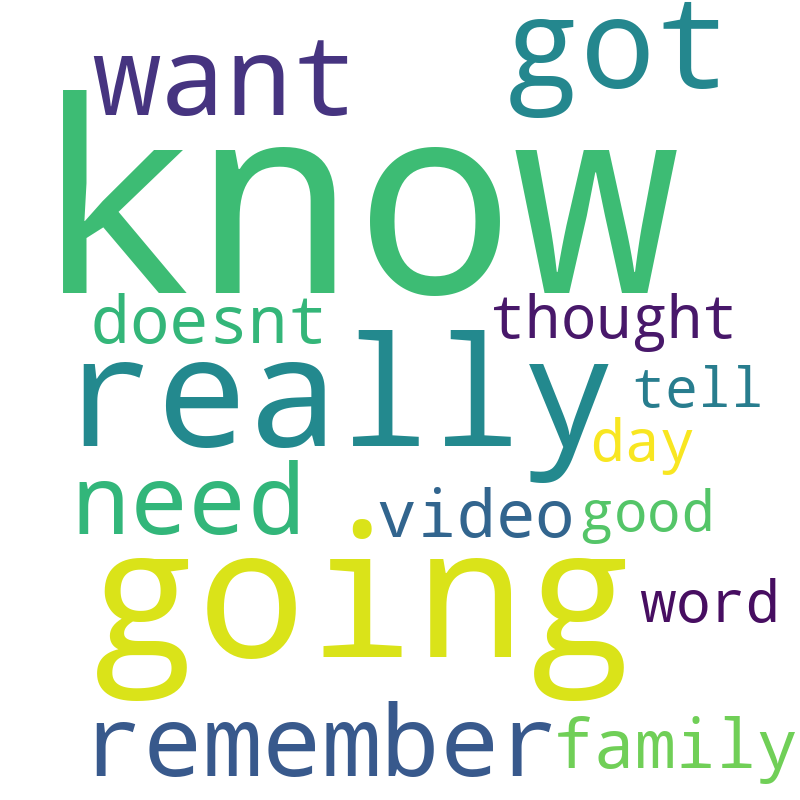 want got
know
doesnt thought
really tell
day
need video good
going word
remember family